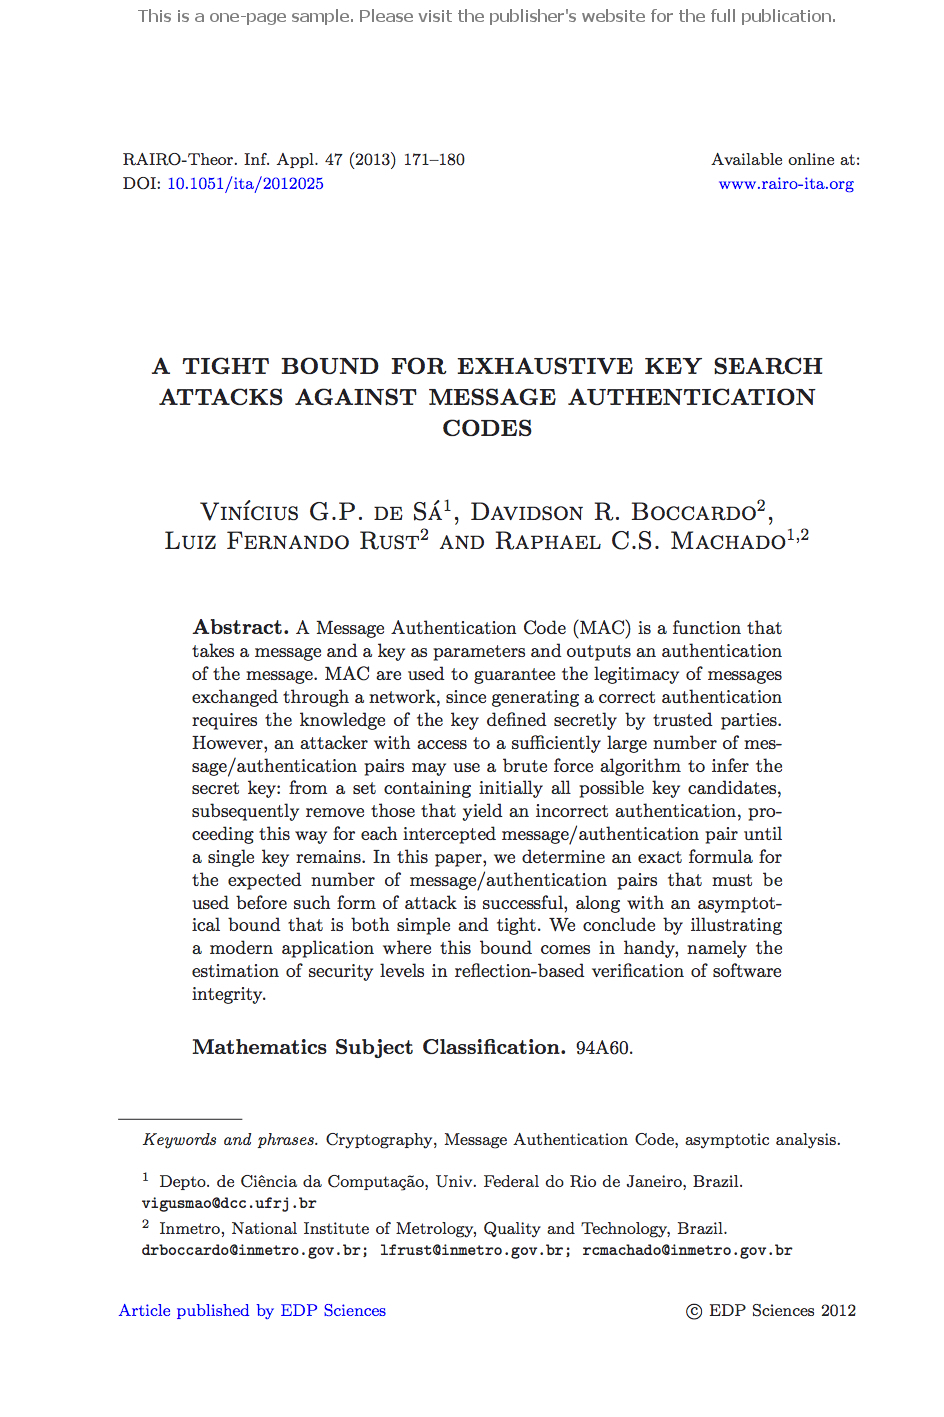 This is a one-page sample. Please visit the publisher's website for the full publication.
RAIRO-Theor. Inf. Appl. 47 (2013) 171–180
Available online at:
DOI: 10.1051/ita/2012025
www.rairo-ita.org
A TIGHT BOUND FOR EXHAUSTIVE KEY SEARCH
ATTACKS AGAINST MESSAGE AUTHENTICATION
CODES
Vinícius G.P. de Sá¹, Davidson R. Boccardo²,
Luiz Fernando Rust² and Raphael C.S. Machado¹,²
Abstract. A Message Authentication Code (MAC) is a function that
takes a message and a key as parameters and outputs an authentication
of the message. MAC are used to guarantee the legitimacy of messages
exchanged through a network, since generating a correct authentication
requires the knowledge of the key defined secretly by trusted parties.
However, an attacker with access to a sufficiently large number of mes-
sage/authentication pairs may use a brute force algorithm to infer the
secret key: from a set containing initially all possible key candidates,
subsequently remove those that yield an incorrect authentication, pro-
ceeding this way for each intercepted message/authentication pair until
a single key remains. In this paper, we determine an exact formula for
the expected number of message/authentication pairs that must be
used before such form of attack is successful, along with an asymptot-
ical bound that is both simple and tight. We conclude by illustrating
a modern application where this bound comes in handy, namely the
estimation of security levels in reflection-based verification of software
integrity.
Mathematics Subject Classification. 94A60.
Keywords and phrases. Cryptography, Message Authentication Code, asymptotic analysis.
¹ Depto. de Ciência da Computação, Univ. Federal do Rio de Janeiro, Brazil.
vigusmao@dcc.ufrj.br
² Inmetro, National Institute of Metrology, Quality and Technology, Brazil.
drboccardo@inmetro.gov.br; lfrust@inmetro.gov.br; rcmachado@inmetro.gov.br
Article published by EDP Sciences
© EDP Sciences 2012